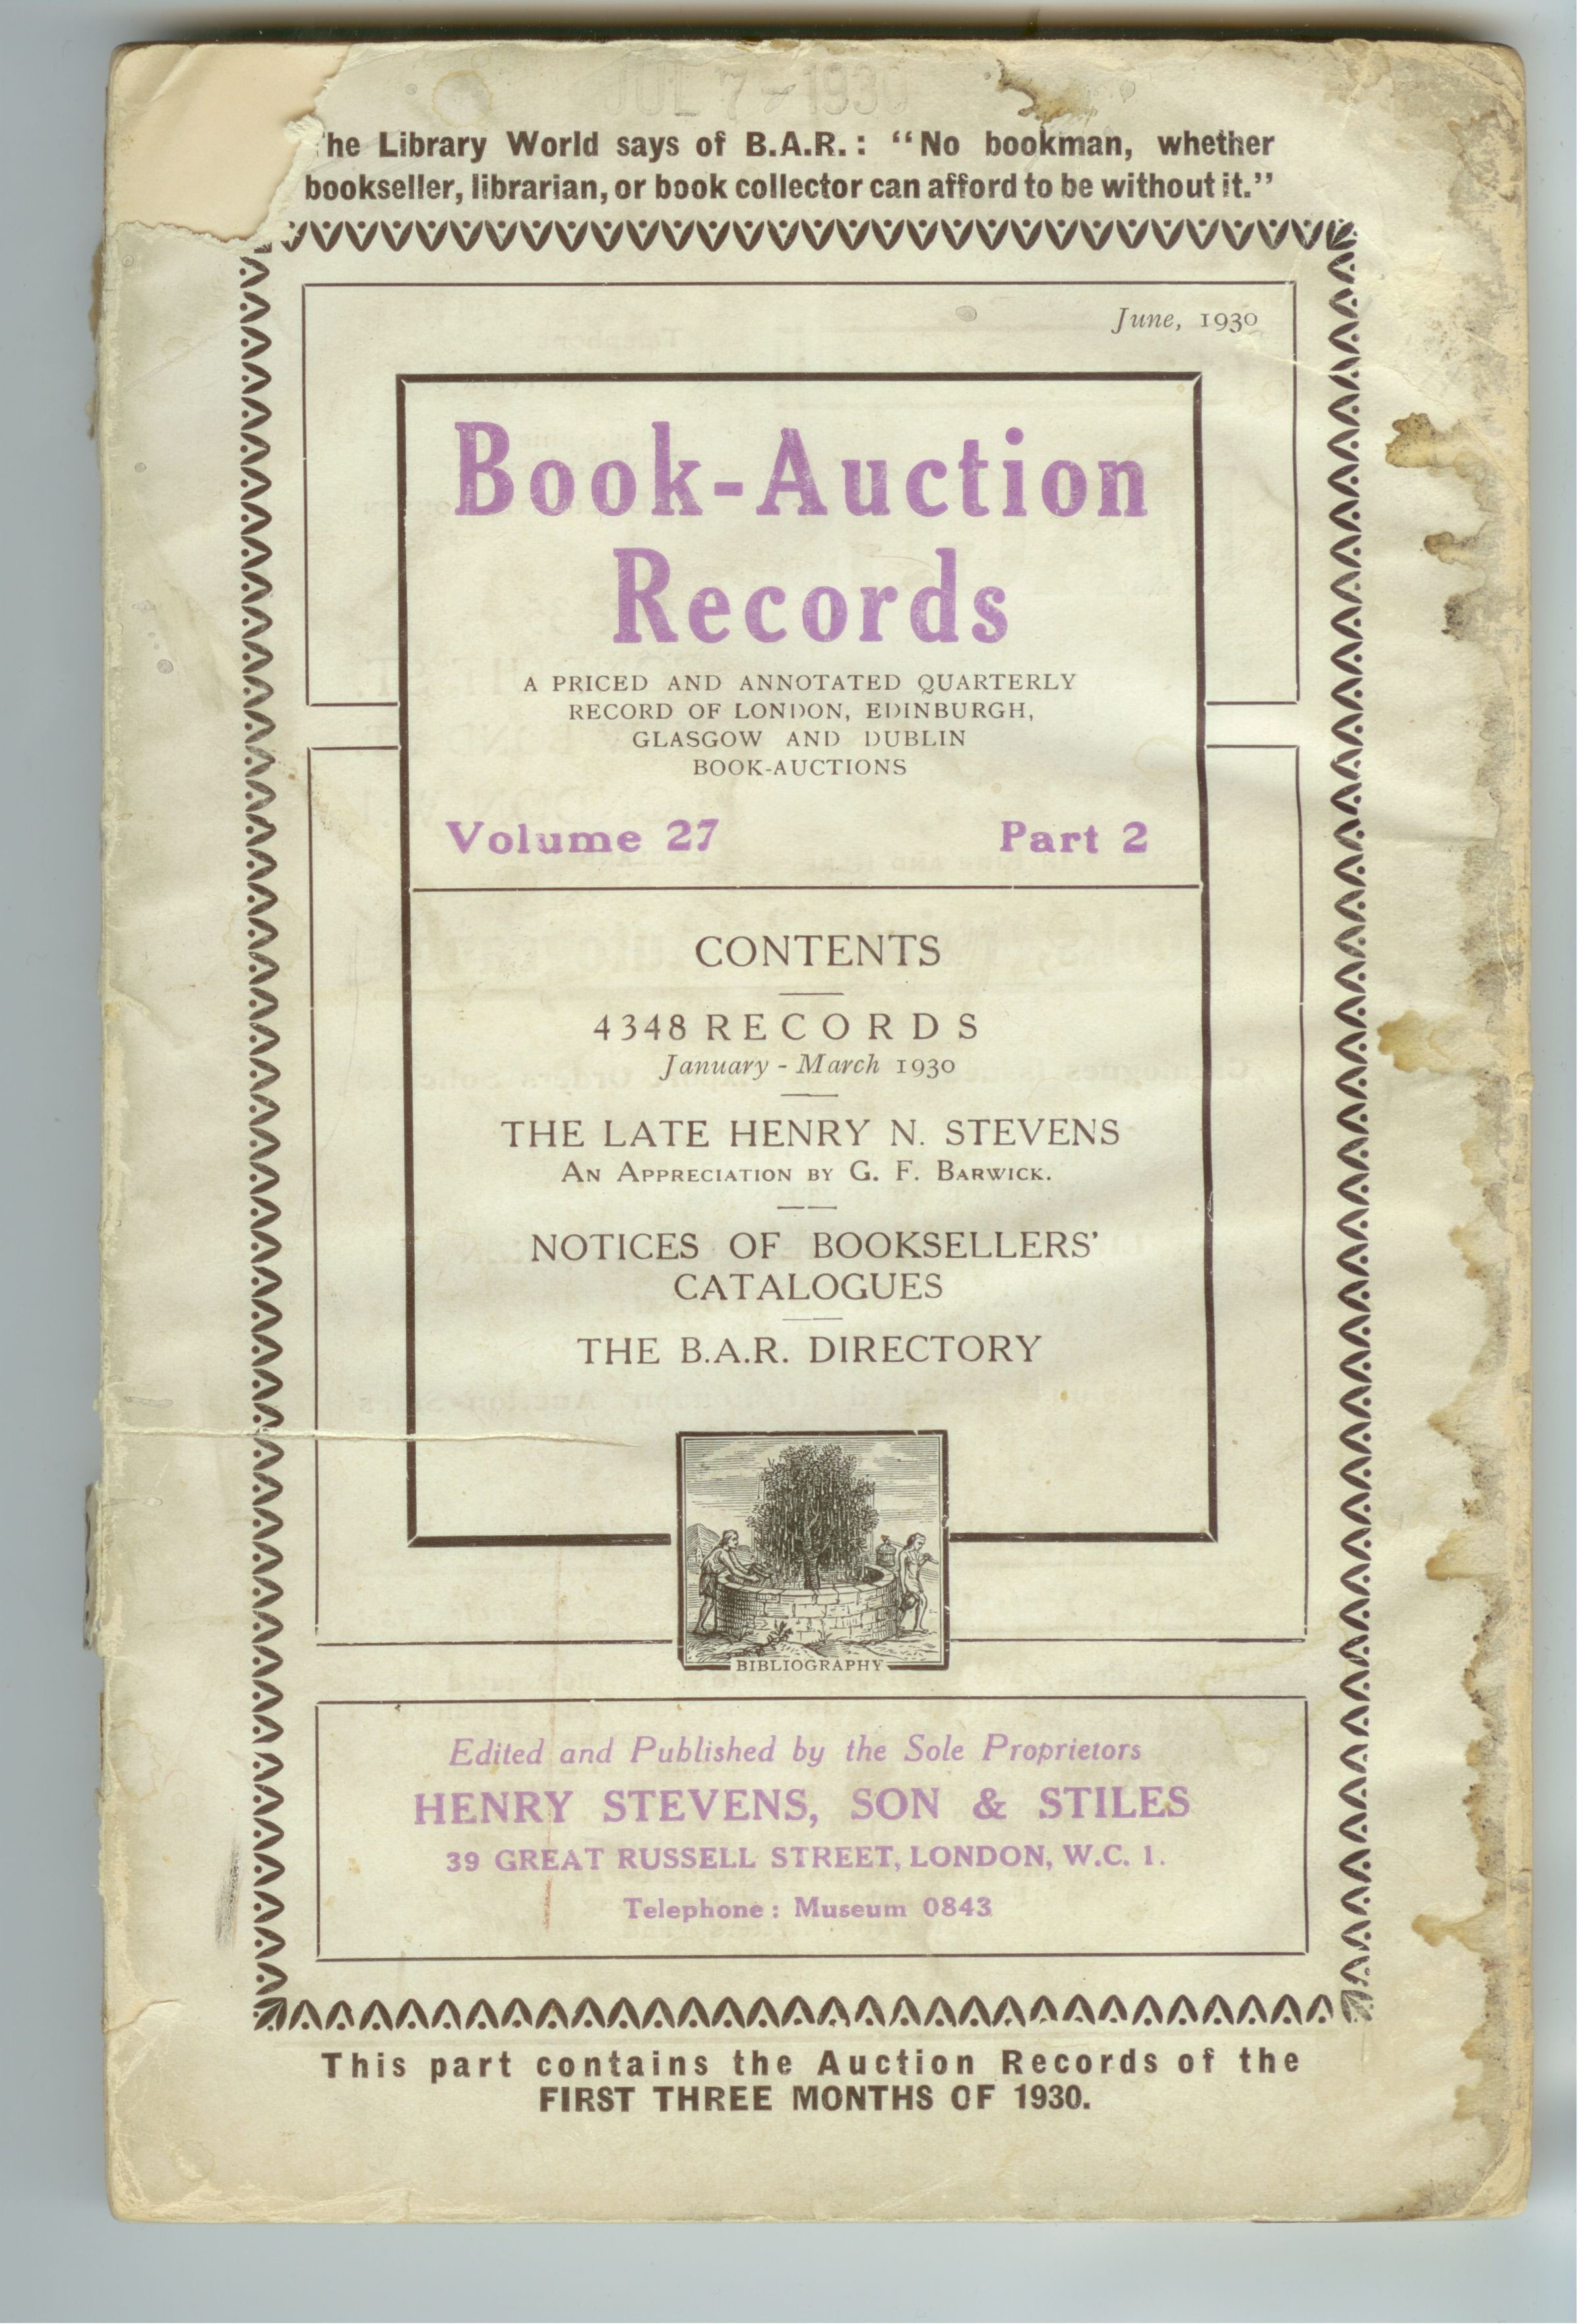 JUL 7 - 1930
he Library World says of B.A.R.: "No bookman, whether
bookseller, librarian, or book collector can afford to be without it."
June, 1930
Book-Auction
Records
A PRICED AND ANNOTATED QUARTERLY
RECORD OF LONDON, EDINBURGH,
GLASGOW AND DUBLIN
BOOK-AUCTIONS
Volume 27 Part 2
CONTENTS
4348 RECORDS
January - March 1930
THE LATE HENRY N. STEVENS
AN APPRECIATION BY G. F. BARWICK.
NOTICES OF BOOKSELLERS'
CATALOGUES
THE B.A.R. DIRECTORY
BIBLIOGRAPHY
Edited and Published by the Sole Proprietors
HENRY STEVENS, SON & STILES
39 GREAT RUSSELL STREET, LONDON, W.C. 1.
Telephone: Museum 0843
This part contains the Auction Records of the
FIRST THREE MONTHS OF 1930.